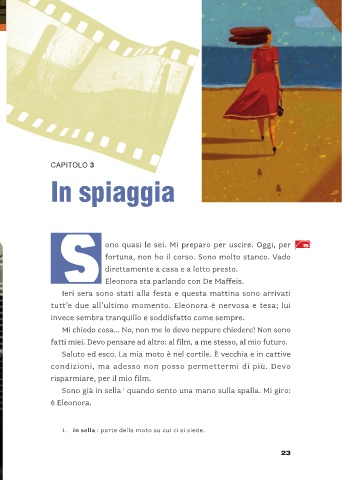 CAPITOLO 3
In spiaggia
Sono quasi le sei. Mi preparo per uscire. Oggi, per
fortuna, non ho il corso. Sono molto stanco. Vado
direttamente a casa e a letto presto.
Eleonora sta parlando con De Maffeis.
Ieri sera sono stati alla festa e questa mattina sono arrivati
tutt'e due all'ultimo momento. Eleonora è nervosa e tesa; lui
invece sembra tranquillo e soddisfatto come sempre.
Mi chiedo cosa... No, non me lo devo neppure chiedere! Non sono
fatti miei. Devo pensare ad altro: al film, a me stesso, al mio futuro.
Saluto ed esco. La mia moto è nel cortile. È vecchia e in cattive
condizioni, ma adesso non posso permettermi di più. Devo
risparmiare, per il mio film.
Sono già in sella¹ quando sento una mano sulla spalla. Mi giro:
è Eleonora.
1. in sella : parte della moto su cui ci si siede.
23